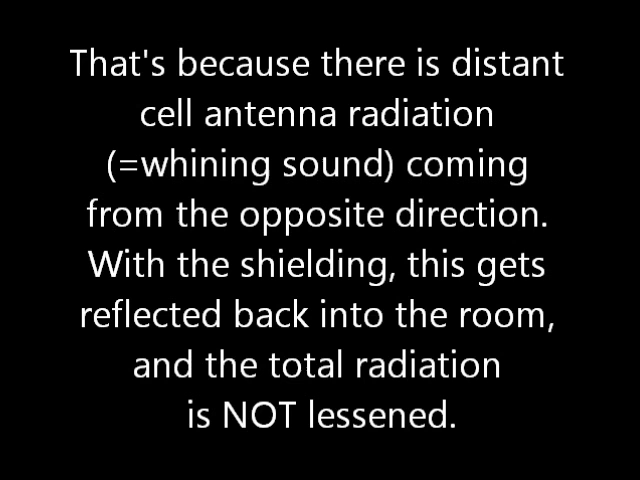 That's because there is distant
cell antenna radiation
(=whining sound) coming
from the opposite direction.
With the shielding, this gets
reflected back into the room,
and the total radiation
is NOT lessened.